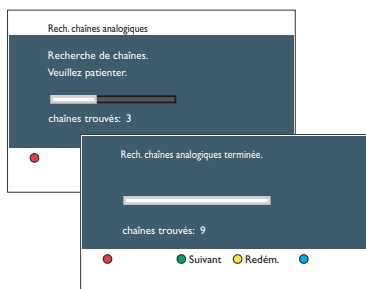 Rech. chaînes analogiques
Recherche de chaînes.
Veuillez patienter.
chaînes trouvés: 3
Rech. chaînes analogiques terminée.
chaînes trouvés: 9
Suivant Redém.